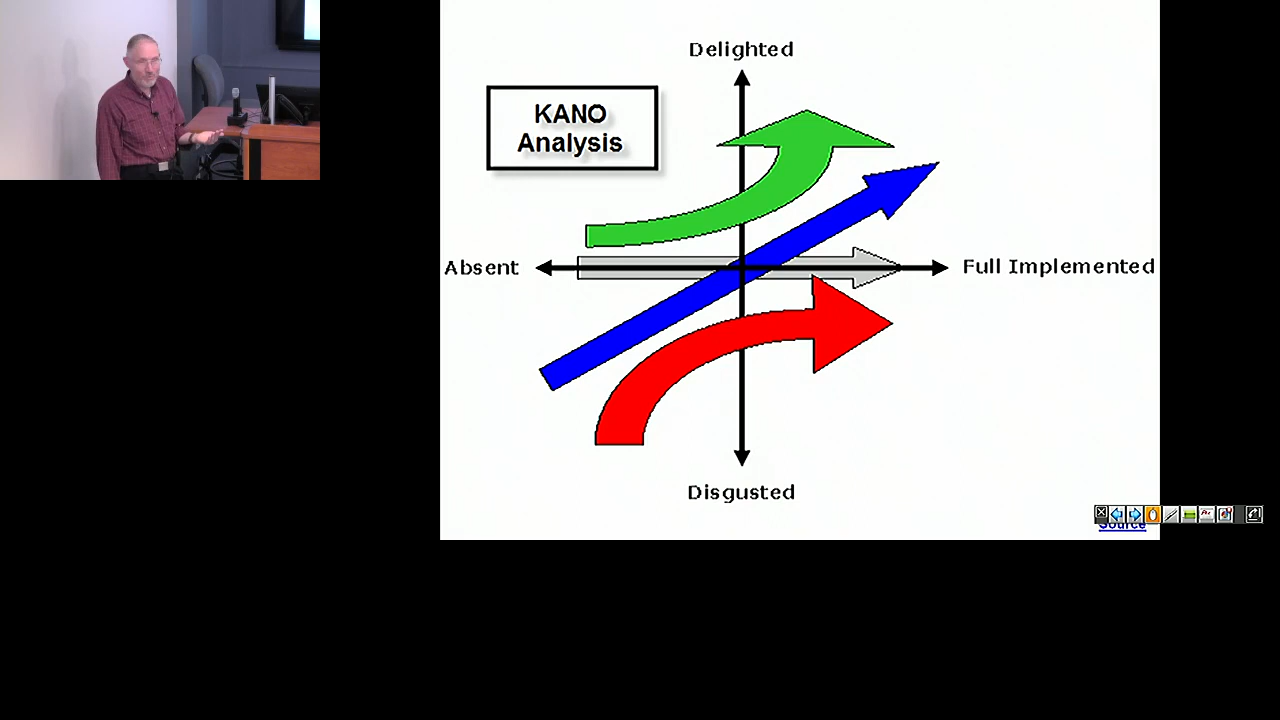 Delighted
KANO
Analysis
Absent
Full Implemented
Disgusted
Source